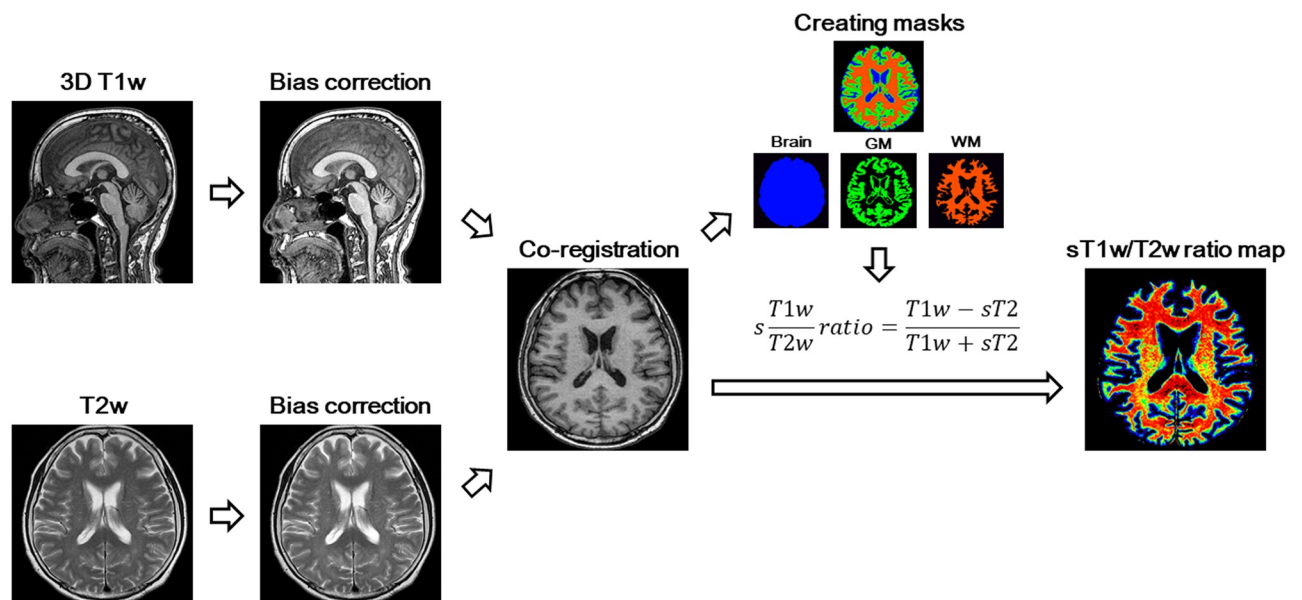 Creating masks
3D T1w
Bias correction
Brain
GM
WM
Co-registration
sT1w/T2w ratio map
s T1w/T2w ratio = (T1w − sT2)/(T1w + sT2)
T2w
Bias correction